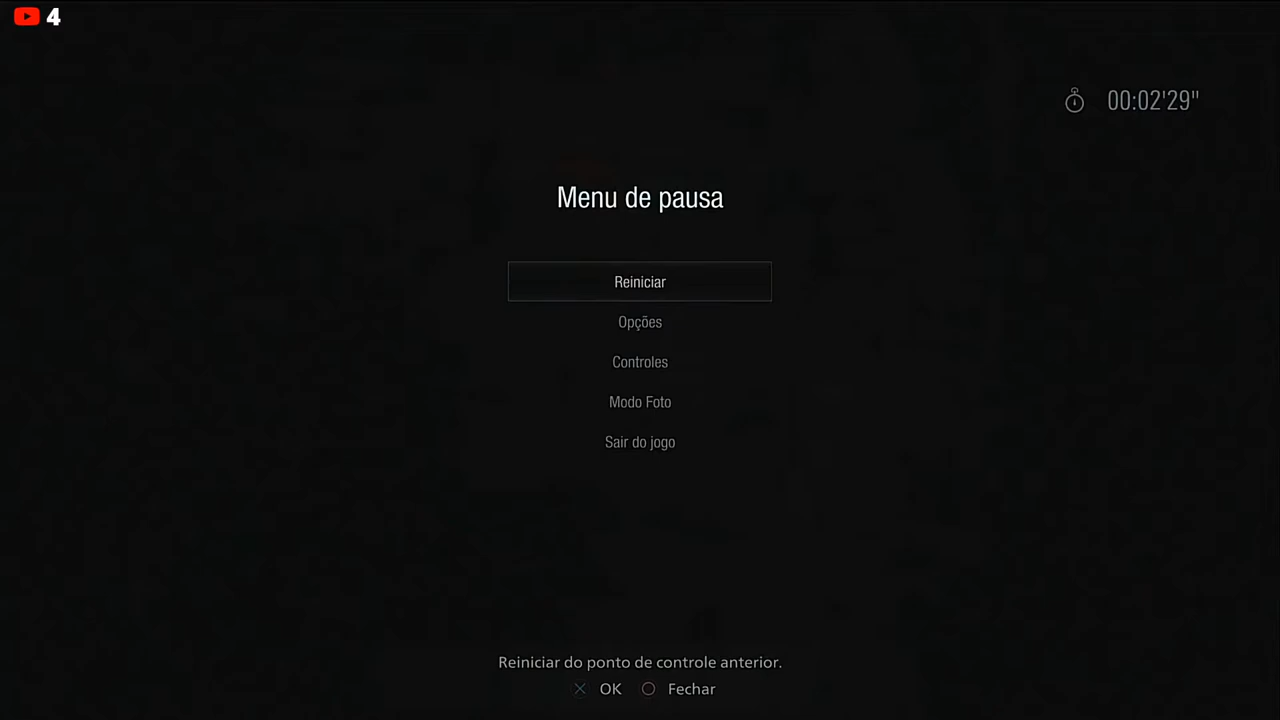 4
00:02'29"
Menu de pausa
Reiniciar
Opções
Controles
Modo Foto
Sair do jogo
Reiniciar do ponto de controle anterior.
OK Fechar